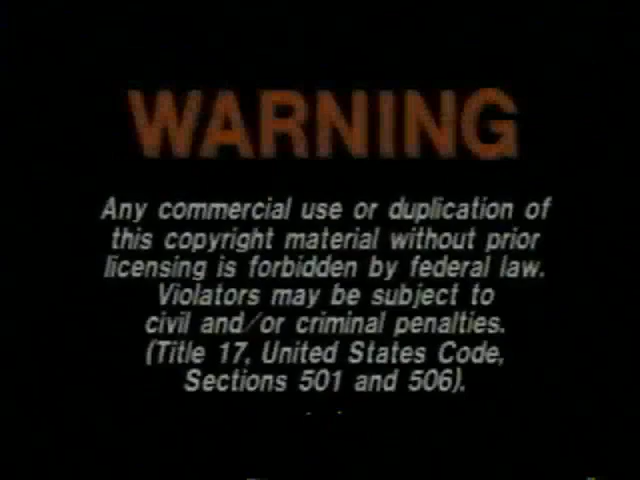 WARNING
Any commercial use or duplication of
this copyright material without prior
licensing is forbidden by federal law.
Violators may be subject to
civil and/or criminal penalties.
(Title 17, United States Code,
Sections 501 and 506).